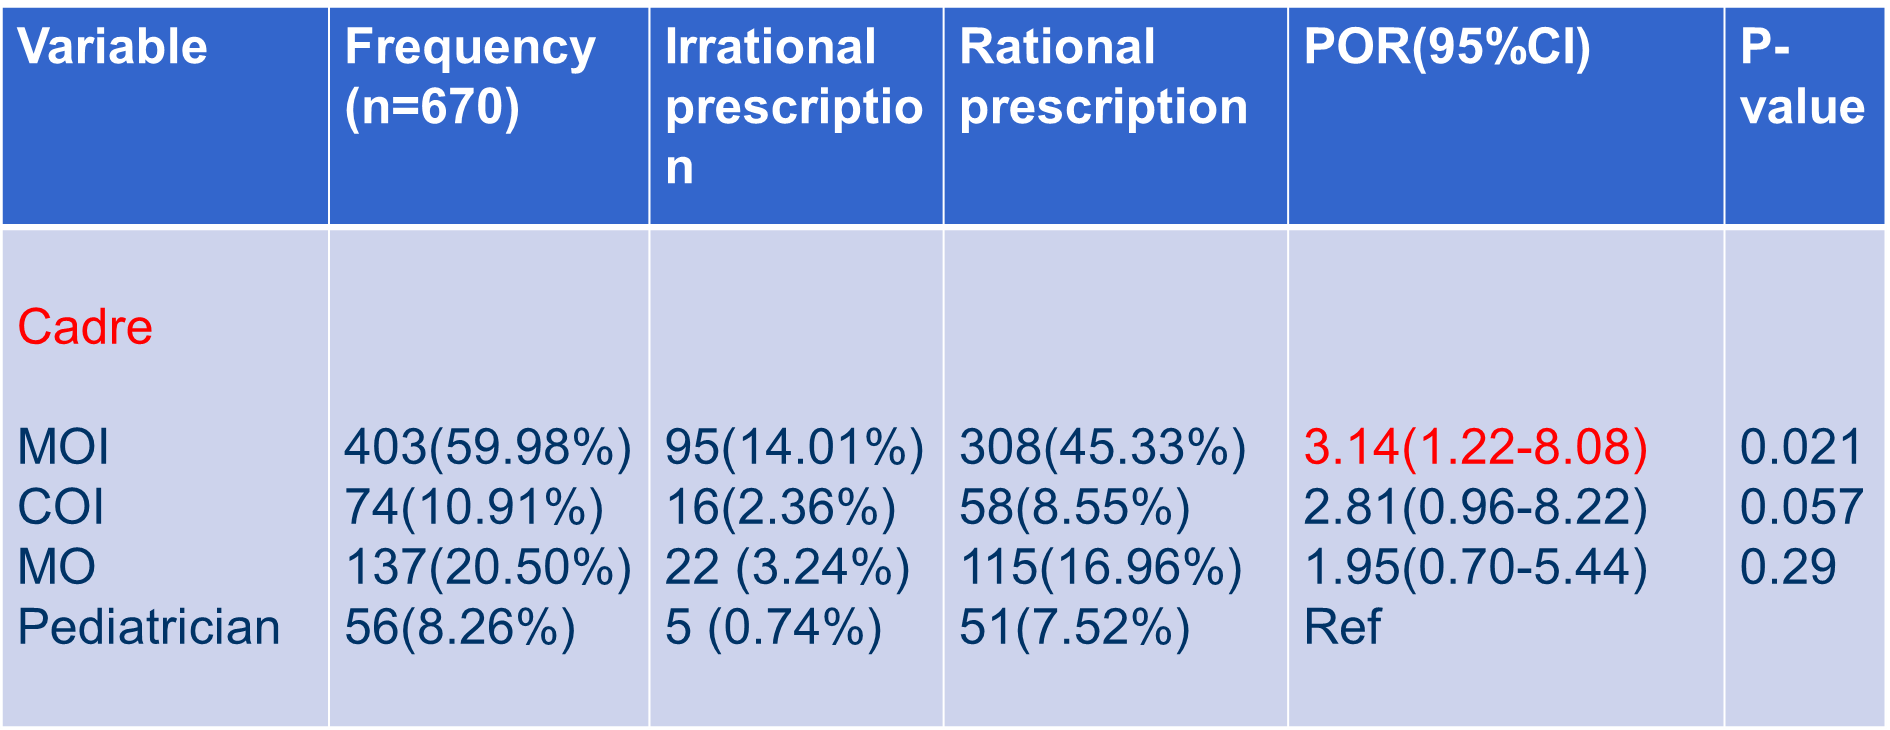 Variable Frequency (n=670) Irrational prescriptio n Rational prescription POR(95%CI) P- value
Cadre
MOI 403(59.98%) 95(14.01%) 308(45.33%) 3.14(1.22-8.08) 0.021
COI 74(10.91%) 16(2.36%) 58(8.55%) 2.81(0.96-8.22) 0.057
MO 137(20.50%) 22 (3.24%) 115(16.96%) 1.95(0.70-5.44) 0.29
Pediatrician 56(8.26%) 5 (0.74%) 51(7.52%) Ref